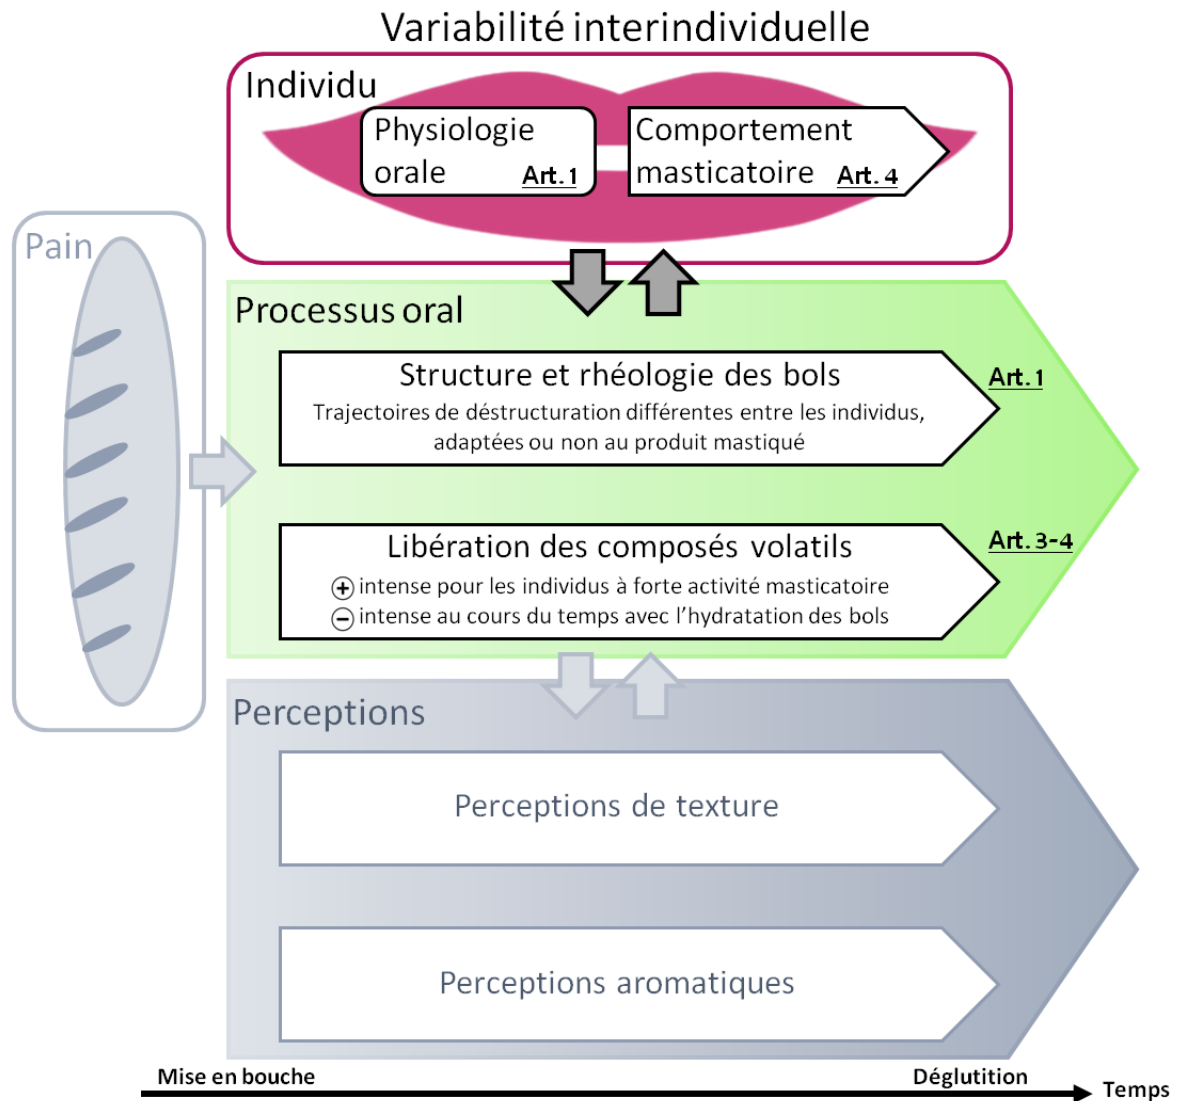 Variabilité interindividuelle
Individu
Physiologie
orale Art. 1
Comportement
masticatoire Art. 4
Pain
Processus oral
Structure et rhéologie des bols
Trajectoires de déstructuration différentes entre les individus,
adaptées ou non au produit mastiqué
Art. 1
Libération des composés volatils
+ intense pour les individus à forte activité masticatoire
− intense au cours du temps avec l’hydratation des bols
Art. 3-4
Perceptions
Perceptions de texture
Perceptions aromatiques
Mise en bouche
Déglutition
Temps